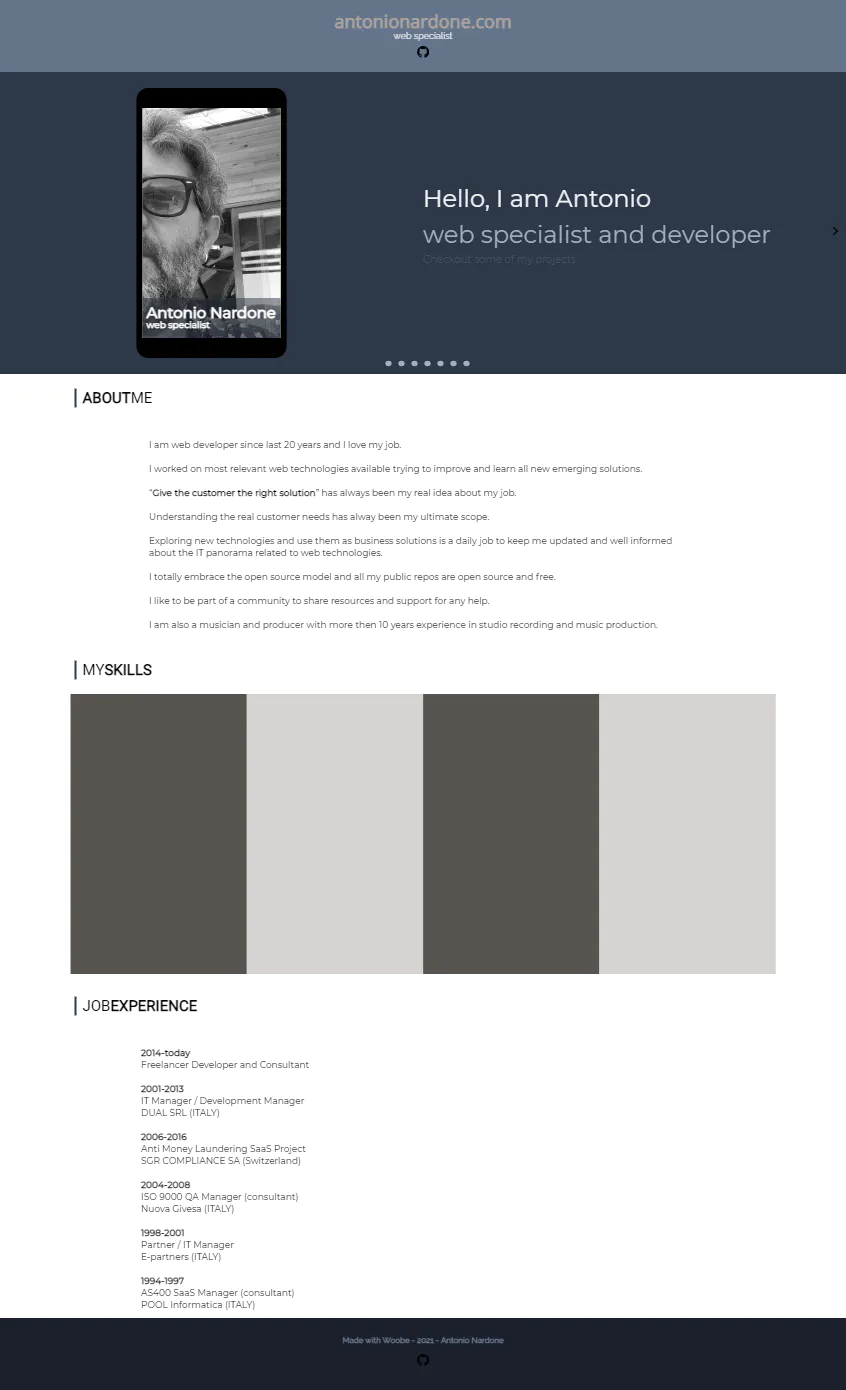 antonionardone.com
web specialist
Hello, I am Antonio
web specialist and developer
Checkout some of my projects
Antonio Nardone
web specialist
ABOUTME
I am web developer since last 20 years and I love my job.
I worked on most relevant web technologies available trying to improve and learn all new emerging solutions.
"Give the customer the right solution" has always been my real idea about my job.
Understanding the real customer needs has alway been my ultimate scope.
Exploring new technologies and use them as business solutions is a daily job to keep me updated and well informed
about the IT panorama related to web technologies.
I totally embrace the open source model and all my public repos are open source and free.
I like to be part of a community to share resources and support for any help.
I am also a musician and producer with more then 10 years experience in studio recording and music production.
MYSKILLS
JOBEXPERIENCE
2014-today
Freelancer Developer and Consultant
2001-2013
IT Manager / Development Manager
DUAL SRL (ITALY)
2006-2016
Anti Money Laundering SaaS Project
SGR COMPLIANCE SA (Switzerland)
2004-2008
ISO 9000 QA Manager (consultant)
Nuova Givesa (ITALY)
1998-2001
Partner / IT Manager
E-partners (ITALY)
1994-1997
AS400 SaaS Manager (consultant)
POOL Informatica (ITALY)
Made with Woobe - 2021 - Antonio Nardone